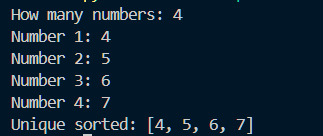 How many numbers: 4
Number 1: 4
Number 2: 5
Number 3: 6
Number 4: 7
Unique sorted: [4, 5, 6, 7]